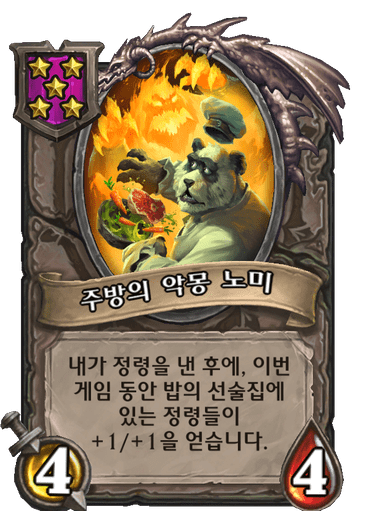 주방의 악몽 노미
내가 정령을 낸 후에, 이번
게임 동안 밥의 선술집에
있는 정령들이
+1/+1을 얻습니다.
4
4